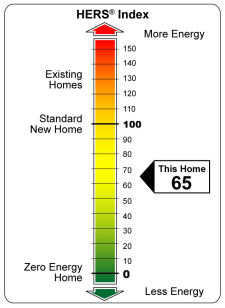 HERS® Index
More Energy
150
140
Existing
Homes
130
120
110
Standard
New Home
100
90
80
70
This Home
65
60
50
40
30
20
10
Zero Energy
Home
0
Less Energy